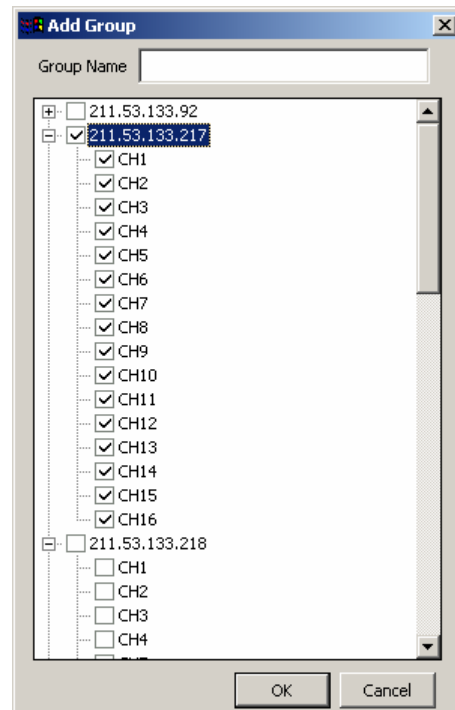 Add Group
Group Name
211.53.133.92
211.53.133.217
CH1
CH2
CH3
CH4
CH5
CH6
CH7
CH8
CH9
CH10
CH11
CH12
CH13
CH14
CH15
CH16
211.53.133.218
CH1
CH2
CH3
CH4
OK Cancel